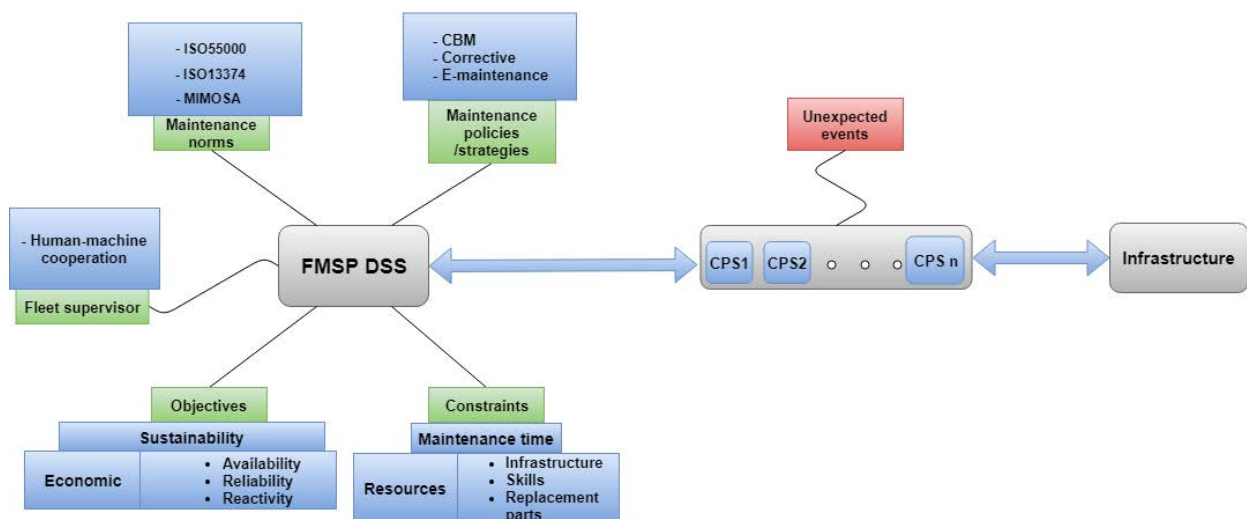 - ISO55000
- ISO13374
- MIMOSA
Maintenance
norms
- CBM
- Corrective
- E-maintenance
Maintenance
policies
/strategies
Unexpected
events
- Human-machine
cooperation
Fleet supervisor
FMSP DSS
CPS1
CPS2
CPS n
Infrastructure
Objectives
Sustainability
Economic
• Availability
• Reliability
• Reactivity
Constraints
Maintenance time
Resources
• Infrastructure
• Skills
• Replacement
parts